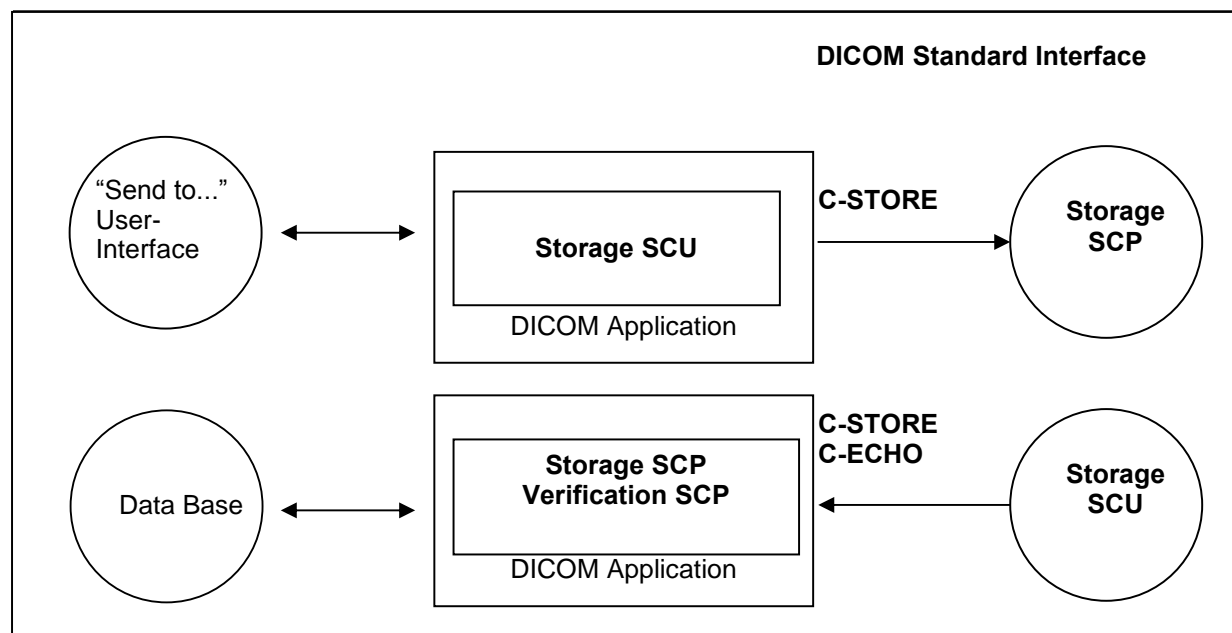 DICOM Standard Interface
“Send to...”
User-
Interface
Storage SCU
DICOM Application
C-STORE
Storage
SCP
Data Base
Storage SCP
Verification SCP
DICOM Application
C-STORE
C-ECHO
Storage
SCU